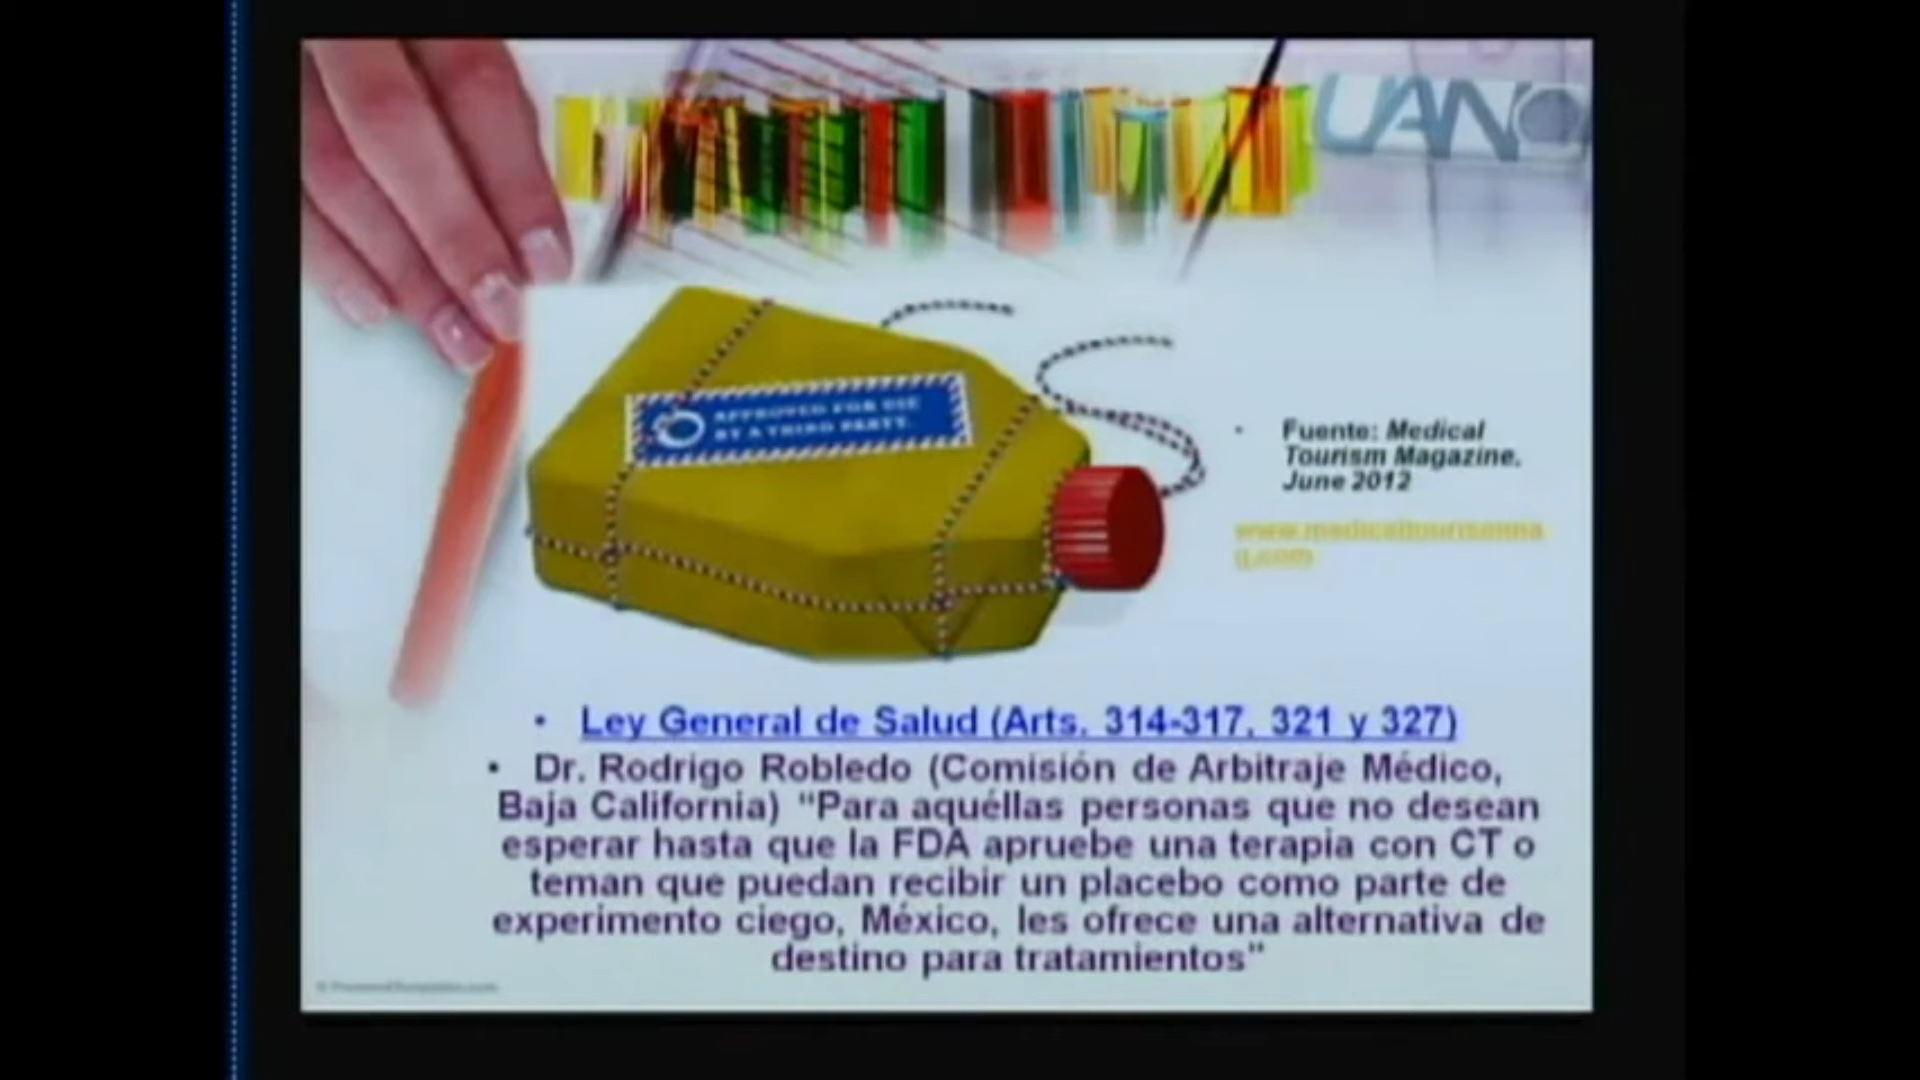 UANO
APPROVED FOR USE
BY A THIRD PARTY.
• Fuente: Medical
Tourism Magazine,
June 2012
• Ley General de Salud (Arts. 314-317, 321 y 327)
• Dr. Rodrigo Robledo (Comisión de Arbitraje Médico,
Baja California) “Para aquéllas personas que no desean
esperar hasta que la FDA apruebe una terapia con CT o
teman que puedan recibir un placebo como parte de
experimento ciego, México, les ofrece una alternativa de
destino para tratamientos”